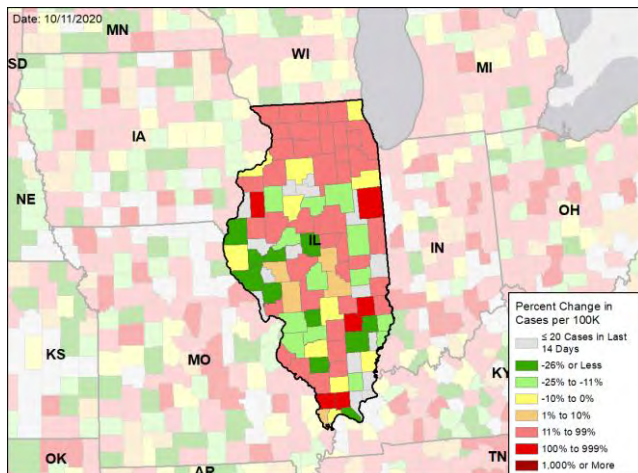 Date: 10/11/2020
MN
SD
WI
MI
IA
NE
OH
IL
IN
KS
MO
KY
OK
AR
TN
Percent Change in
Cases per 100K
≤ 20 Cases in Last
14 Days
-26% or Less
-25% to -11%
-10% to 0%
1% to 10%
11% to 99%
100% to 999%
1,000% or More